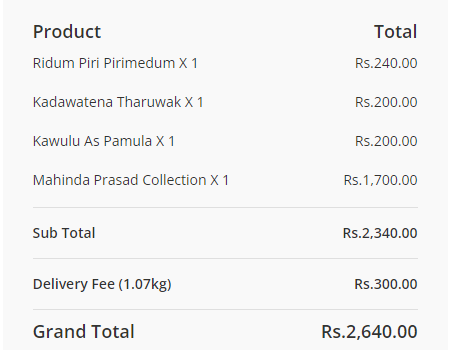 Product Total
Ridum Piri Pirimedum X 1 Rs.240.00
Kadawatena Tharuwak X 1 Rs.200.00
Kawulu As Pamula X 1 Rs.200.00
Mahinda Prasad Collection X 1 Rs.1,700.00
Sub Total Rs.2,340.00
Delivery Fee (1.07kg) Rs.300.00
Grand Total Rs.2,640.00